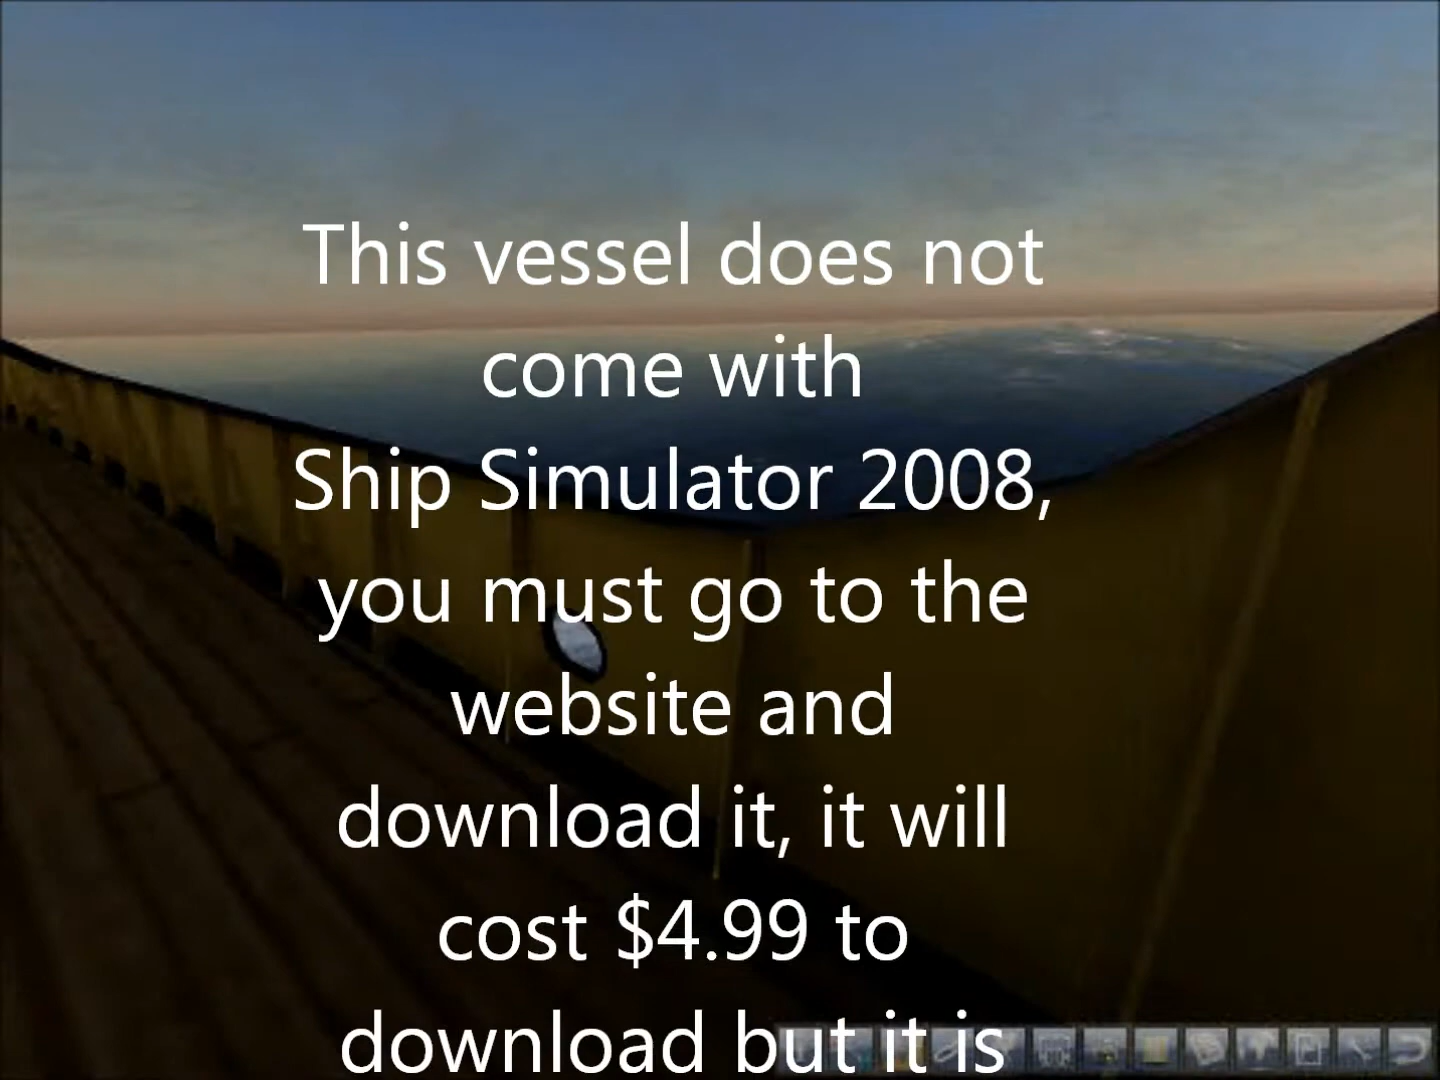 This vessel does not
come with
Ship Simulator 2008,
you must go to the
website and
download it, it will
cost $4.99 to
download but it is